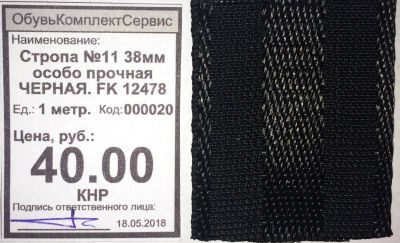 ОбувьКомплектСервис
Наименование:
Стропа №11 38мм
особо прочная
ЧЕРНАЯ. FK 12478
Ед.: 1 метр. Код:000020
Цена, руб.:
40.00
КНР
Подпись ответственного лица:
18.05.2018